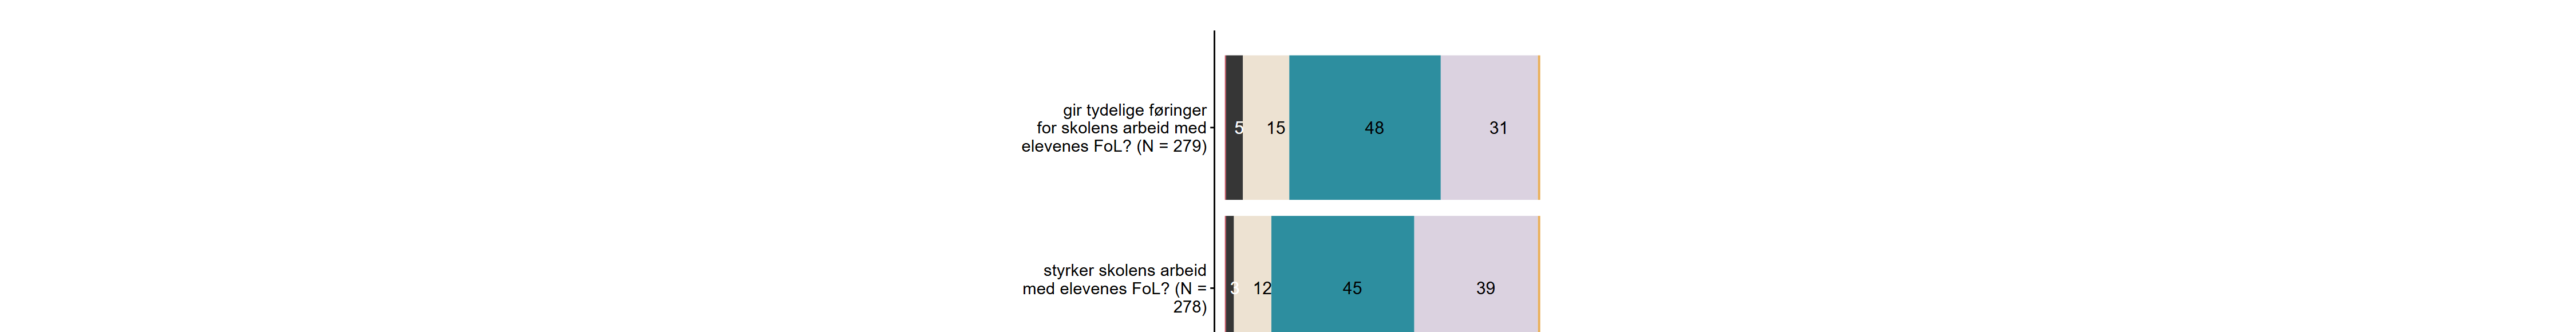 gir tydelige føringer
for skolens arbeid med
elevenes FoL? (N = 279)
5 15 48 31
styrker skolens arbeid
med elevenes FoL? (N =
278)
3 12 45 39